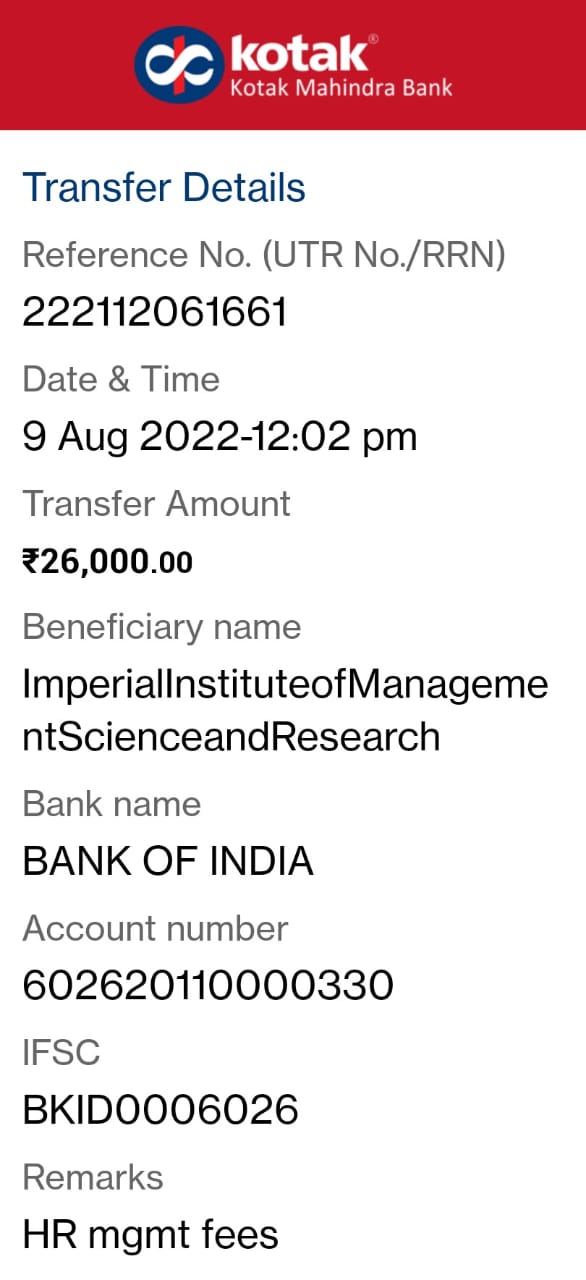 kotak®
Kotak Mahindra Bank
Transfer Details
Reference No. (UTR No./RRN)
222112061661
Date & Time
9 Aug 2022-12:02 pm
Transfer Amount
₹26,000.00
Beneficiary name
ImperialInstituteofManageme
ntScienceandResearch
Bank name
BANK OF INDIA
Account number
602620110000330
IFSC
BKID0006026
Remarks
HR mgmt fees